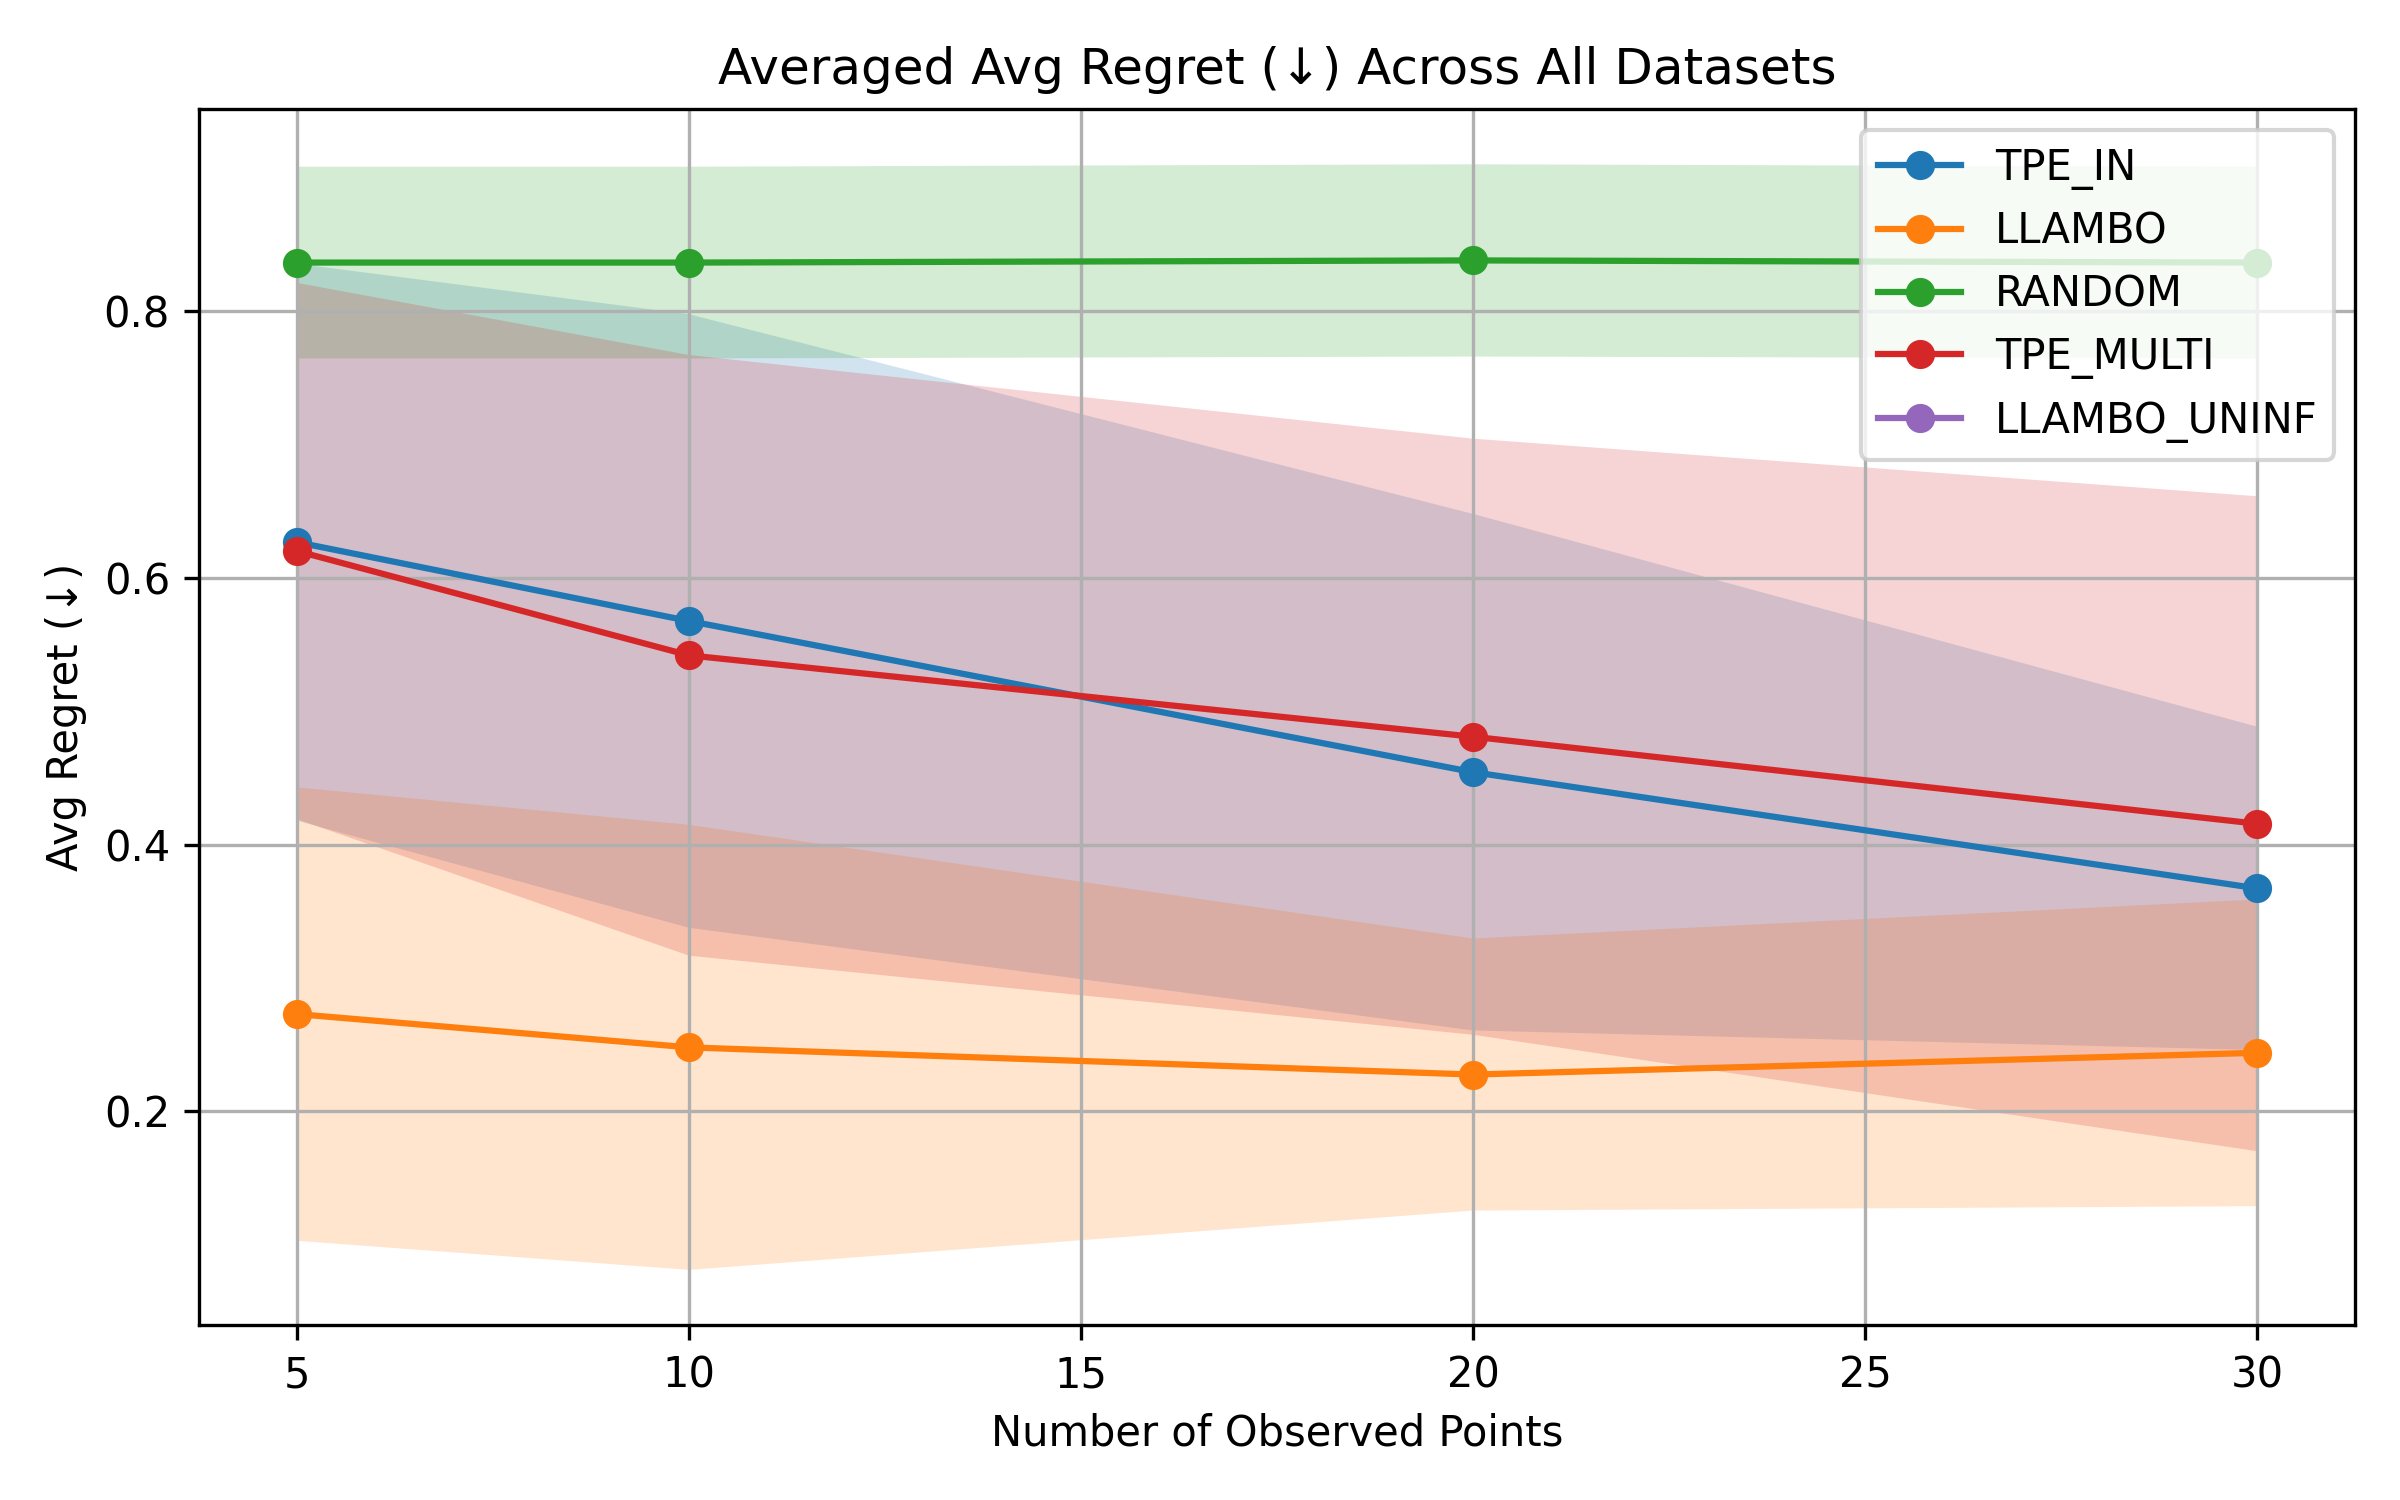 Averaged Avg Regret (↓) Across All Datasets
TPE_IN
LLAMBO
RANDOM
TPE_MULTI
LLAMBO_UNINF
Avg Regret (↓)
0.8
0.6
0.4
0.2
5 10 15 20 25 30
Number of Observed Points